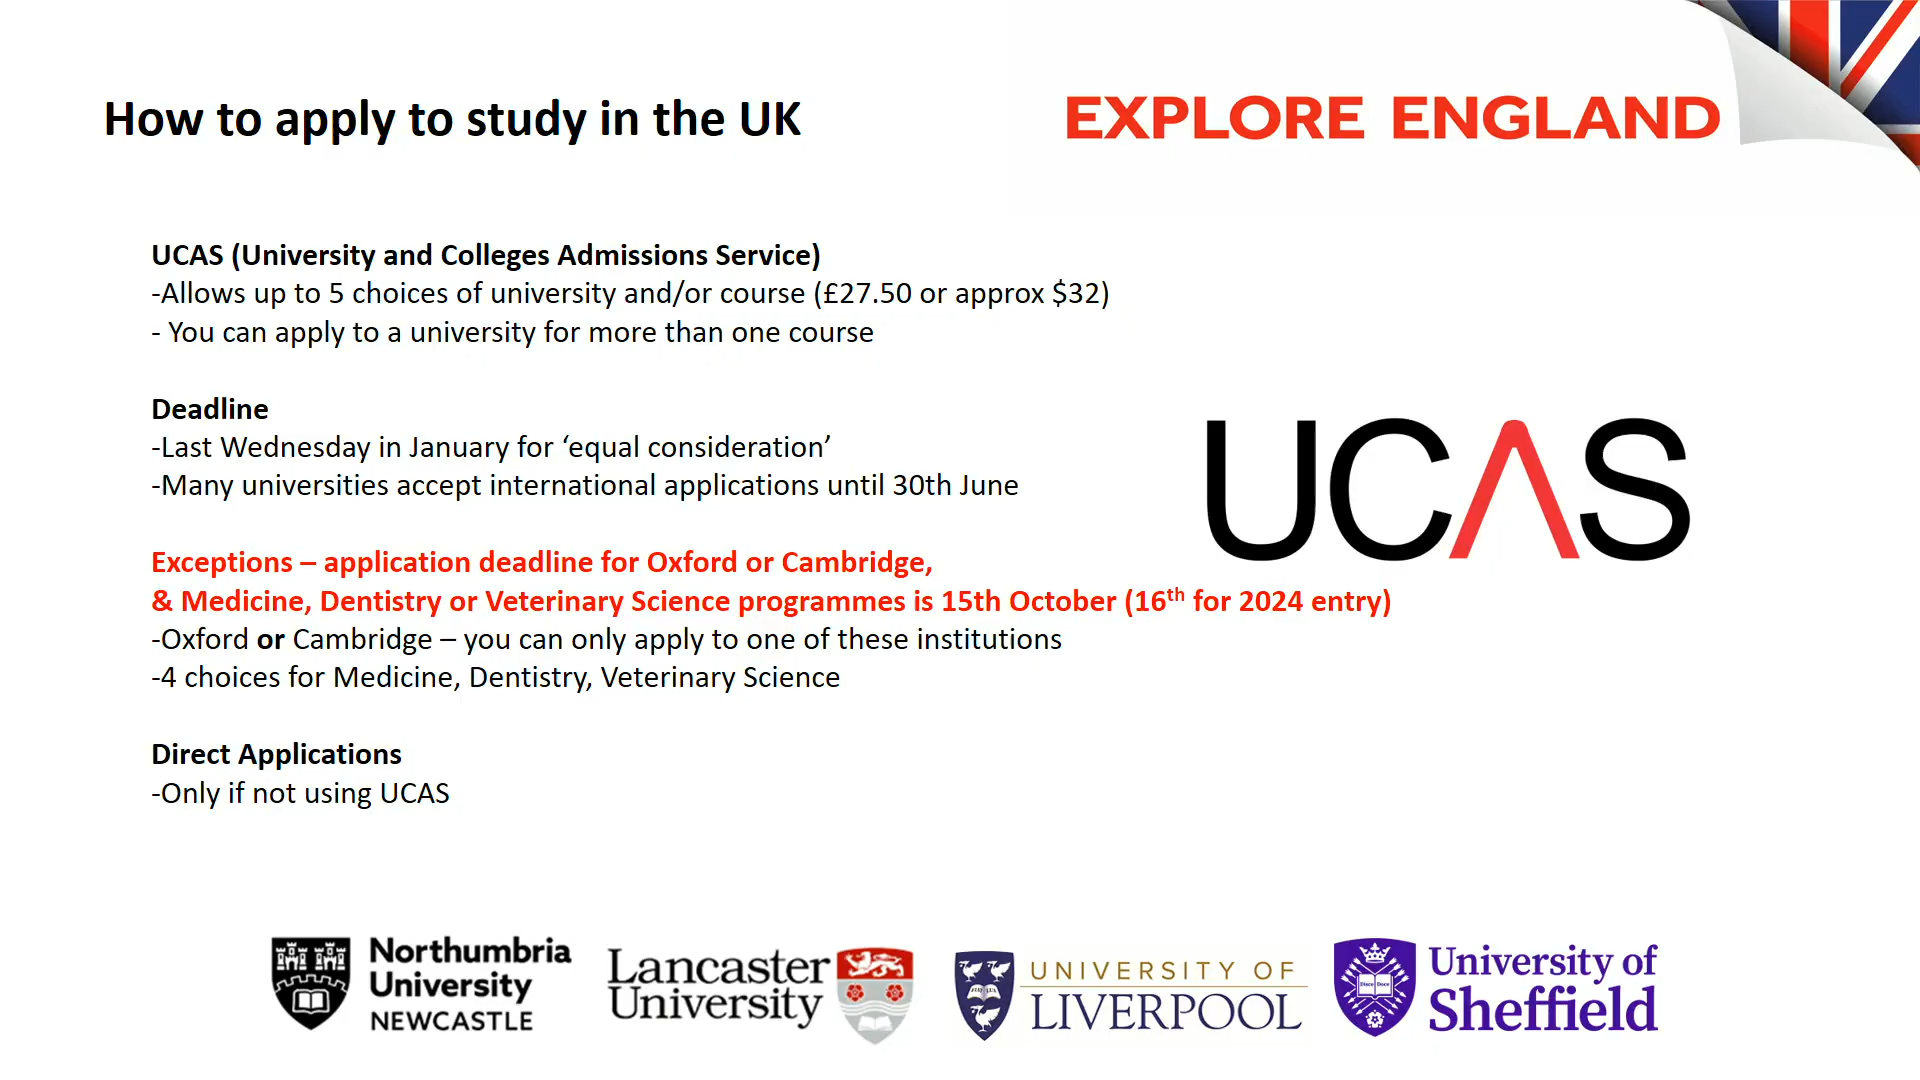 How to apply to study in the UK
EXPLORE ENGLAND
UCAS (University and Colleges Admissions Service)
-Allows up to 5 choices of university and/or course (£27.50 or approx $32)
- You can apply to a university for more than one course
Deadline
-Last Wednesday in January for ‘equal consideration’
-Many universities accept international applications until 30th June
UCAS
Exceptions – application deadline for Oxford or Cambridge,
& Medicine, Dentistry or Veterinary Science programmes is 15th October (16th for 2024 entry)
-Oxford or Cambridge – you can only apply to one of these institutions
-4 choices for Medicine, Dentistry, Veterinary Science
Direct Applications
-Only if not using UCAS
Northumbria
University
NEWCASTLE
Lancaster
University
UNIVERSITY OF
LIVERPOOL
Disce Doce
University of
Sheffield